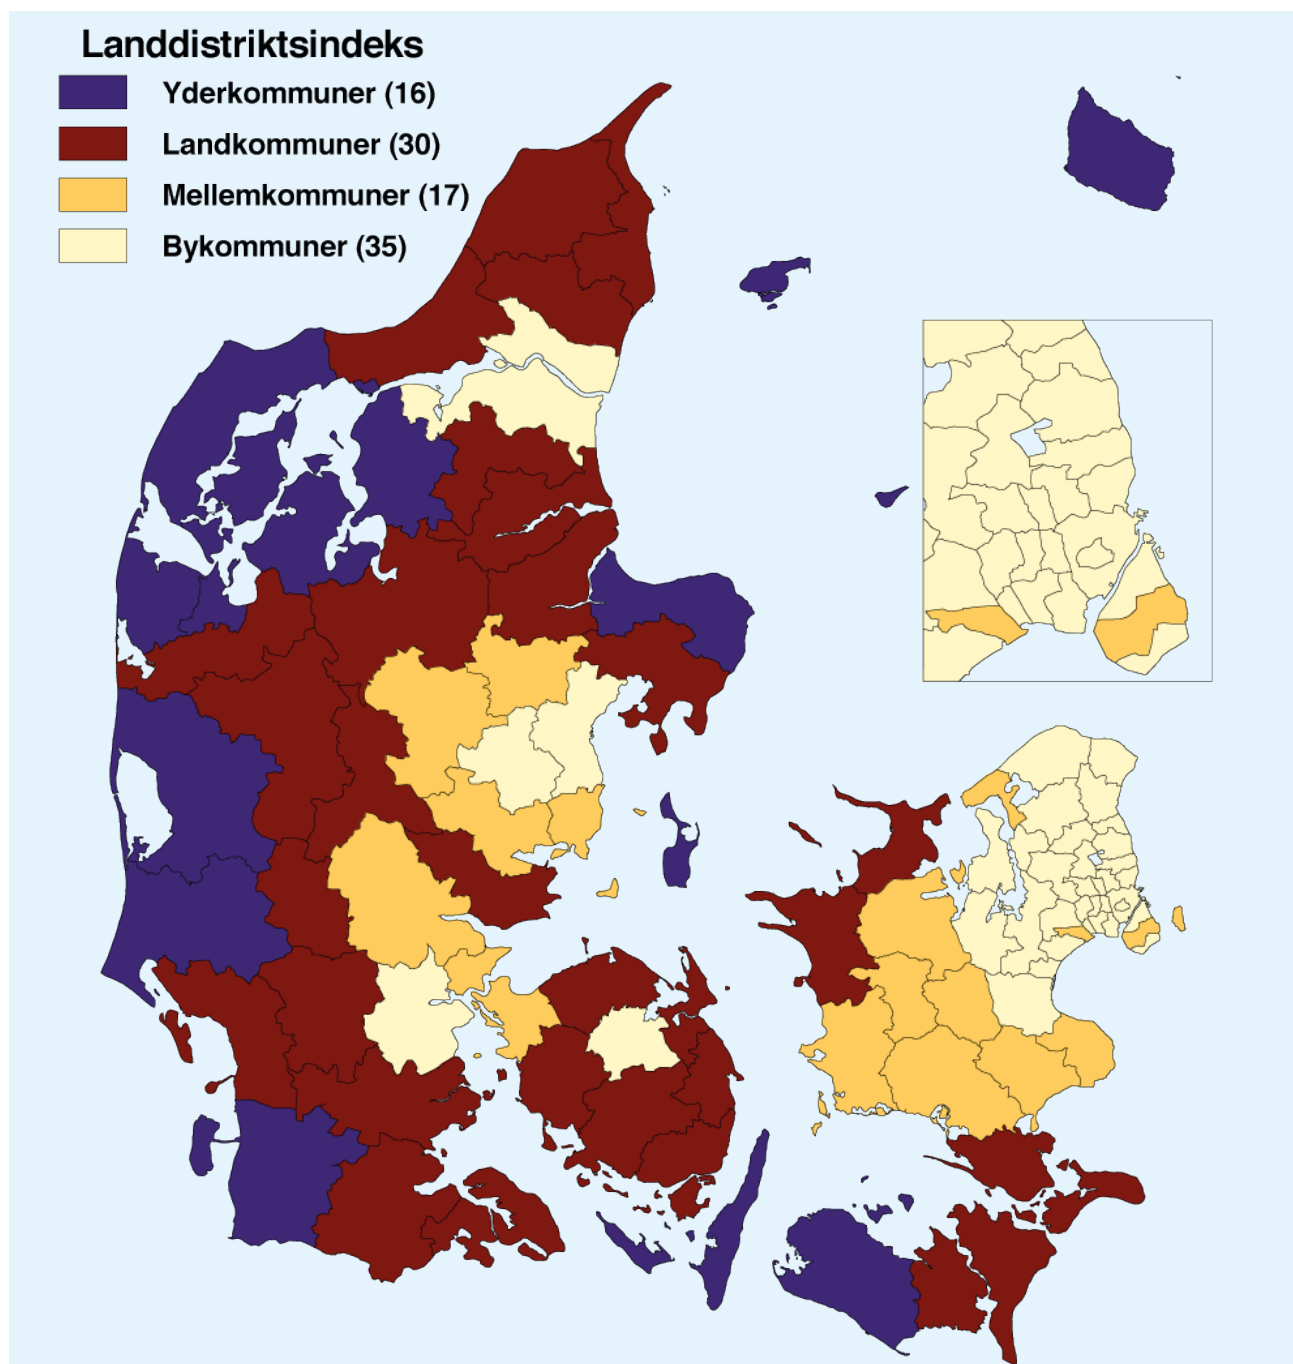 Landdistriktsindeks
Yderkommuner (16)
Landkommuner (30)
Mellemkommuner (17)
Bykommuner (35)